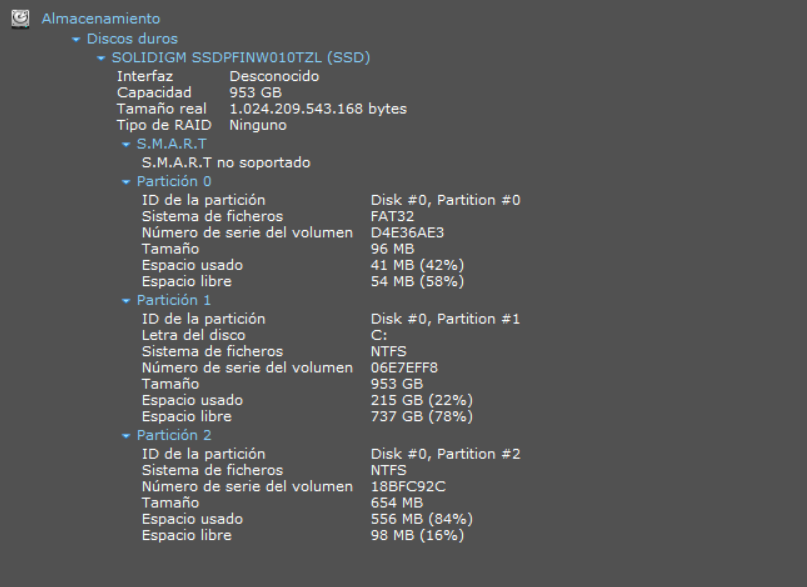 Almacenamiento
Discos duros
SOLIDIGM SSDPFINW010TZL (SSD)
Interfaz Desconocido
Capacidad 953 GB
Tamaño real 1.024.209.543.168 bytes
Tipo de RAID Ninguno
S.M.A.R.T
S.M.A.R.T no soportado
Partición 0
ID de la partición Disk #0, Partition #0
Sistema de ficheros FAT32
Número de serie del volumen D4E36AE3
Tamaño 96 MB
Espacio usado 41 MB (42%)
Espacio libre 54 MB (58%)
Partición 1
ID de la partición Disk #0, Partition #1
Letra del disco C:
Sistema de ficheros NTFS
Número de serie del volumen 06E7EFF8
Tamaño 953 GB
Espacio usado 215 GB (22%)
Espacio libre 737 GB (78%)
Partición 2
ID de la partición Disk #0, Partition #2
Sistema de ficheros NTFS
Número de serie del volumen 18BFC92C
Tamaño 654 MB
Espacio usado 556 MB (84%)
Espacio libre 98 MB (16%)